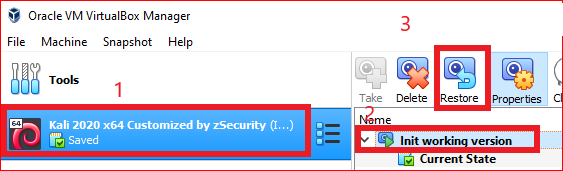 Oracle VM VirtualBox Manager
3
File Machine Snapshot Help
1
Tools
Take Delete Restore Properties
2
Name
64
Kali 2020 x64 Customized by zSecurity (I...)
Saved
Init working version
Current State